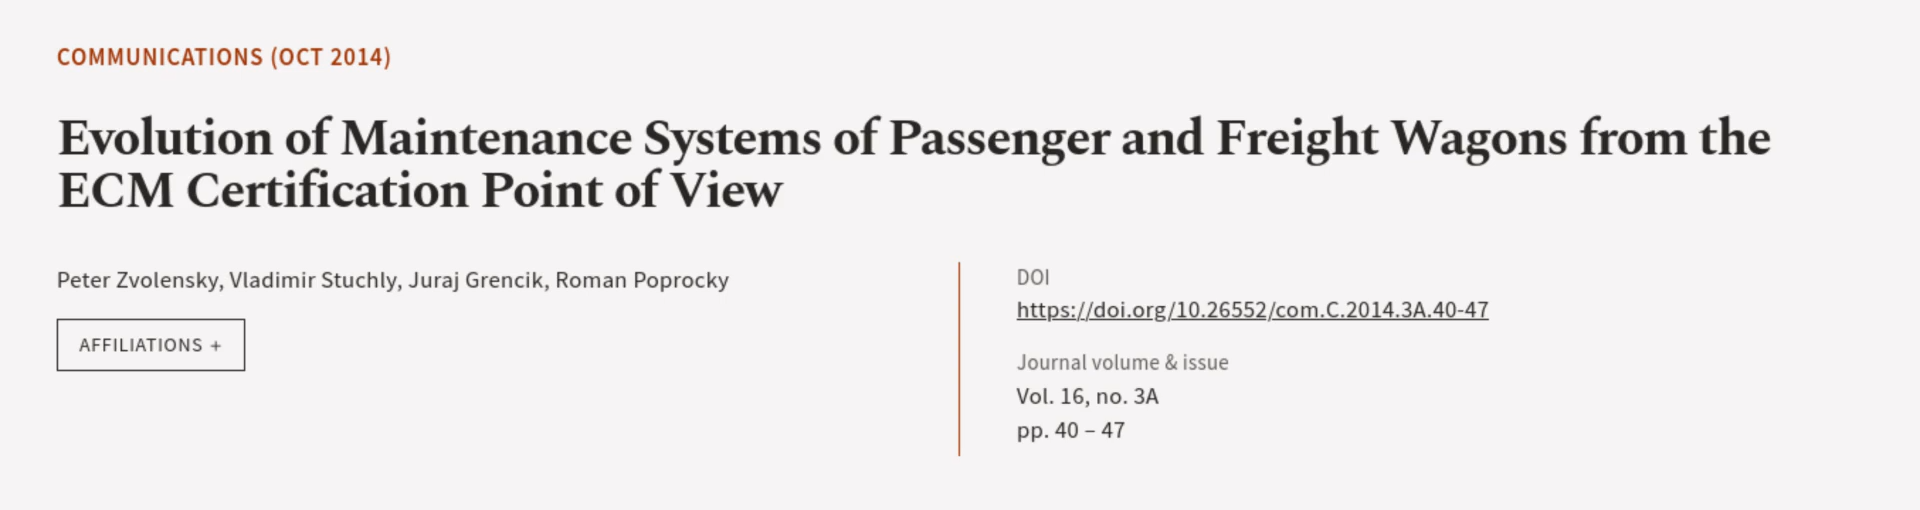 COMMUNICATIONS (OCT 2014)
Evolution of Maintenance Systems of Passenger and Freight Wagons from the
ECM Certification Point of View
Peter Zvolensky, Vladimir Stuchly, Juraj Grencik, Roman Poprocky
AFFILIATIONS +
DOI
https://doi.org/10.26552/com.C.2014.3A.40-47
Journal volume & issue
Vol. 16, no. 3A
pp. 40 – 47